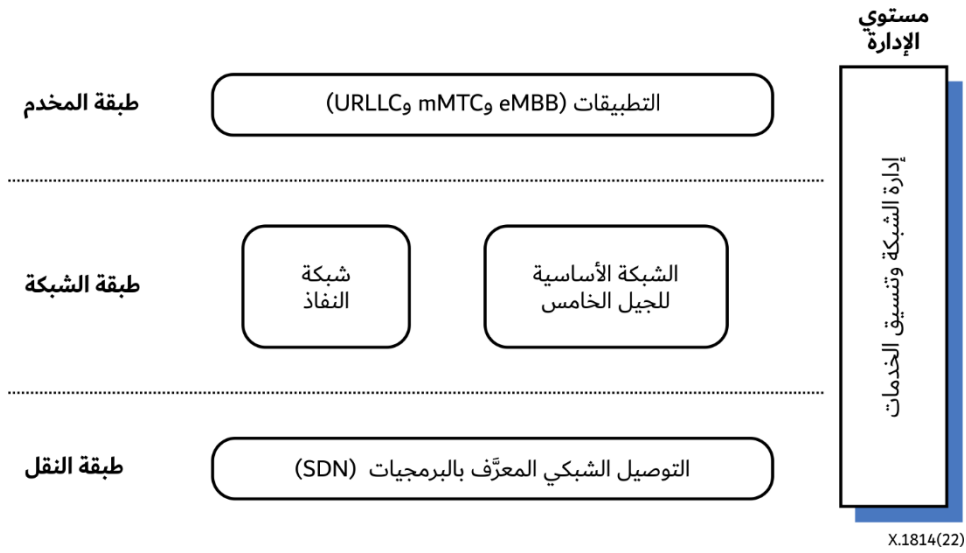 مستوي
الإدارة
إدارة الشبكة وتنسيق الخدمات
طبقة المخدم
التطبيقات (eMBB وmMTC وURLLC)
طبقة الشبكة
الشبكة الأساسية
للجيل الخامس
شبكة
النفاذ
طبقة النقل
التوصيل الشبكي المعرَّف بالبرمجيات (SDN)
X.1814(22)